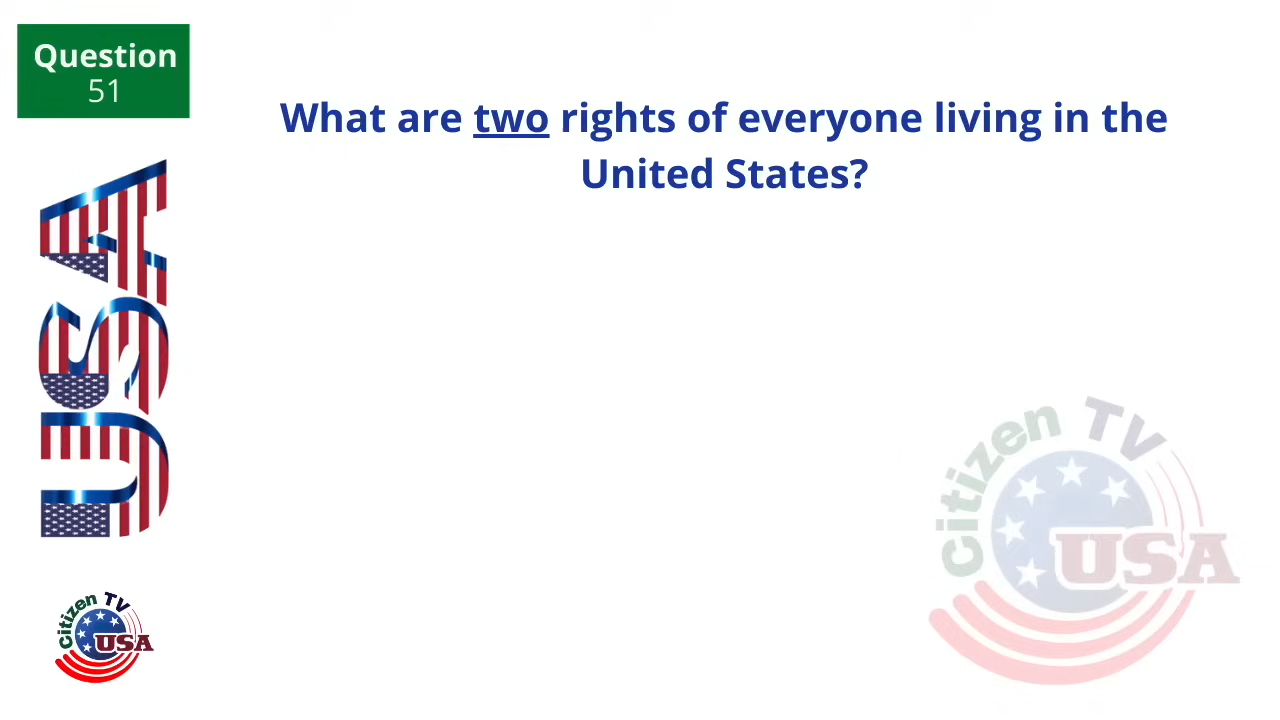 Question
51
What are two rights of everyone living in the
United States?
USA
Citizen TV
USA
Citizen TV
USA